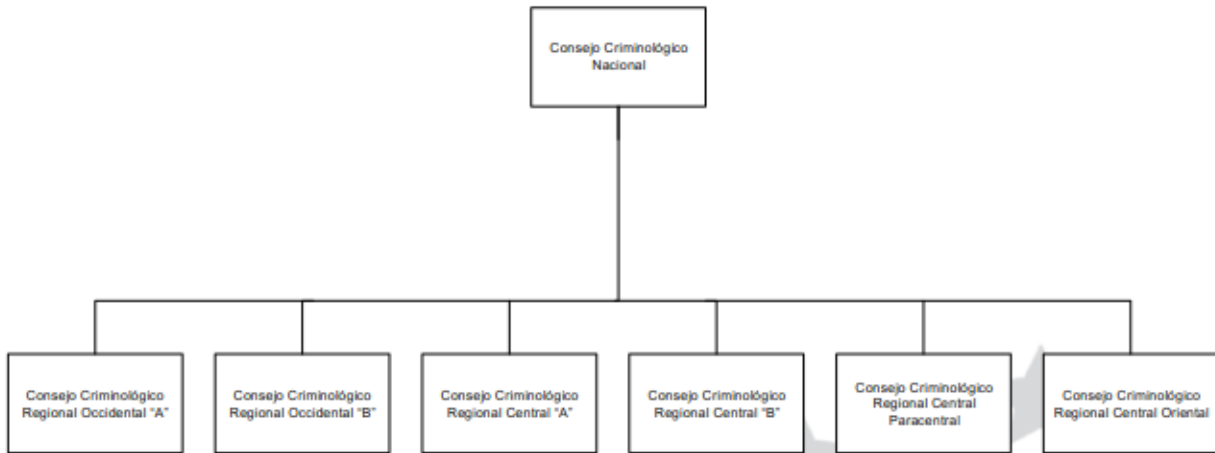 Consejo Criminológico
Nacional
Consejo Criminológico
Regional Occidental “A”
Consejo Criminológico
Regional Occidental “B”
Consejo Criminológico
Regional Central “A”
Consejo Criminológico
Regional Central “B”
Consejo Criminológico
Regional Central
Paracentral
Consejo Criminológico
Regional Central Oriental